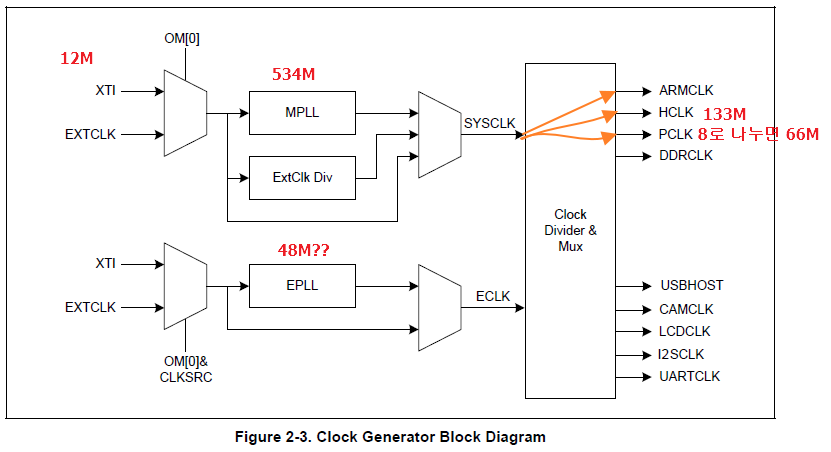 OM[0]
12M
534M
XTI
MPLL
ARMCLK
SYSCLK
HCLK 133M
EXTCLK
PCLK 8로 나누면 66M
DDRCLK
ExtClk Div
Clock
Divider &
Mux
48M??
XTI
EPLL
USBHOST
ECLK
EXTCLK
CAMCLK
LCDCLK
I2SCLK
OM[0]&
CLKSRC
UARTCLK
Figure 2-3. Clock Generator Block Diagram